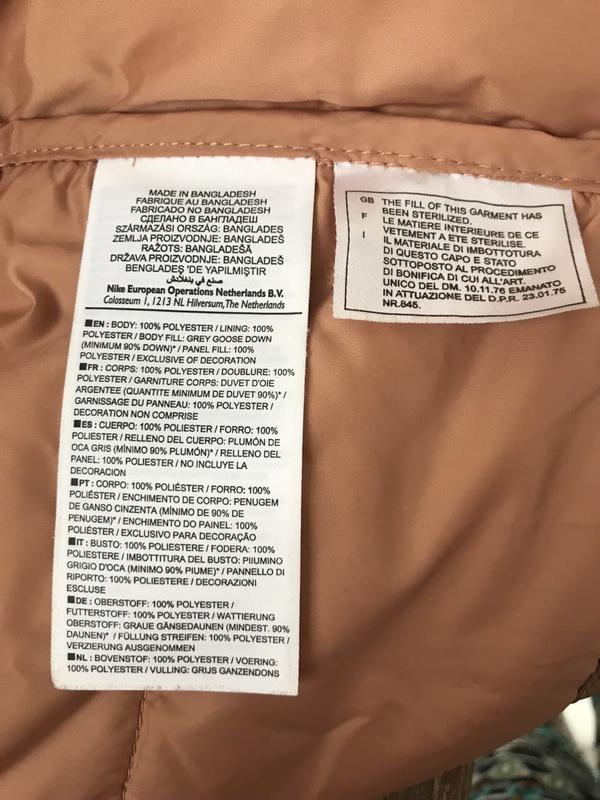 MADE IN BANGLADESH
FABRIQUE AU BANGLADESH
FABRICADO NO BANGLADESH
СДЕЛАНО В БАНГЛАДЕШ
SZÁRMAZÁSI ORSZÁG: BANGLADES
ZEMLJA PROIZVODNJE: BANGLADEŠ
RAŽOTS: BANGLADEŠĀ
DRŽAVA PROIZVODNJE: BANGLADEŠ
BENGLADEŞ 'DE YAPILMIŞTIR
صنع في بنغلادش
Nike European Operations Netherlands B.V.
Colosseum 1, 1213 NL Hilversum, The Netherlands
EN : BODY: 100% POLYESTER / LINING: 100%
POLYESTER / BODY FILL: GREY GOOSE DOWN
(MINIMUM 90% DOWN)* / PANEL FILL: 100%
POLYESTER / EXCLUSIVE OF DECORATION
FR : CORPS: 100% POLYESTER / DOUBLURE: 100%
POLYESTER / GARNITURE CORPS: DUVET D'OIE
ARGENTEE (QUANTITE MINIMUM DE DUVET 90%)* /
GARNISSAGE DU PANNEAU: 100% POLYESTER /
DECORATION NON COMPRISE
ES : CUERPO: 100% POLIESTER / FORRO: 100%
POLIESTER / RELLENO DEL CUERPO: PLUMÓN DE
OCA GRIS (MÍNIMO 90% PLUMÓN)* / RELLENO DEL
PANEL: 100% POLIESTER / NO INCLUYE LA
DECORACION
PT : CORPO: 100% POLIÉSTER / FORRO: 100%
POLIÉSTER / ENCHIMENTO DE CORPO: PENUGEM
DE GANSO CINZENTA (MÍNIMO DE 90% DE
PENUGEM)* / ENCHIMENTO DO PAINEL: 100%
POLIÉSTER / EXCLUSIVO PARA DECORAÇÃO
IT : BUSTO: 100% POLIESTERE / FODERA: 100%
POLIESTERE / IMBOTTITURA DEL BUSTO: PIIUMINO
GRIGIO D'OCA (MINIMO 90% PIUME)* / PANNELLO DI
RIPORTO: 100% POLIESTERE / DECORAZIONI
ESCLUSE
DE : OBERSTOFF: 100% POLYESTER /
FUTTERSTOFF: 100% POLYESTER / WATTIERUNG
OBERSTOFF: GRAUE GÄNSEDAUNEN (MINDEST. 90%
DAUNEN)* / FÜLLUNG STREIFEN: 100% POLYESTER /
VERZIERUNG AUSGENOMMEN
NL : BOVENSTOF: 100% POLYESTER / VOERING:
100% POLYESTER / VULLING: GRIJS GANZENDONS
GB THE FILL OF THIS GARMENT HAS
BEEN STERILIZED.
F LE MATIERE INTERIEURE DE CE
VETEMENT A ETE STERILISE.
I IL MATERIALE DI IMBOTTITURA
DI QUESTO CAPO E STATO
SOTTOPOSTO AL PROCEDIMENTO
DI BONIFICA DI CUI ALL'ART.
UNICO DEL DM. 10.11.76 EMANATO
IN ATTUAZIONE DEL D.P.R. 23.01.75
NR.845.